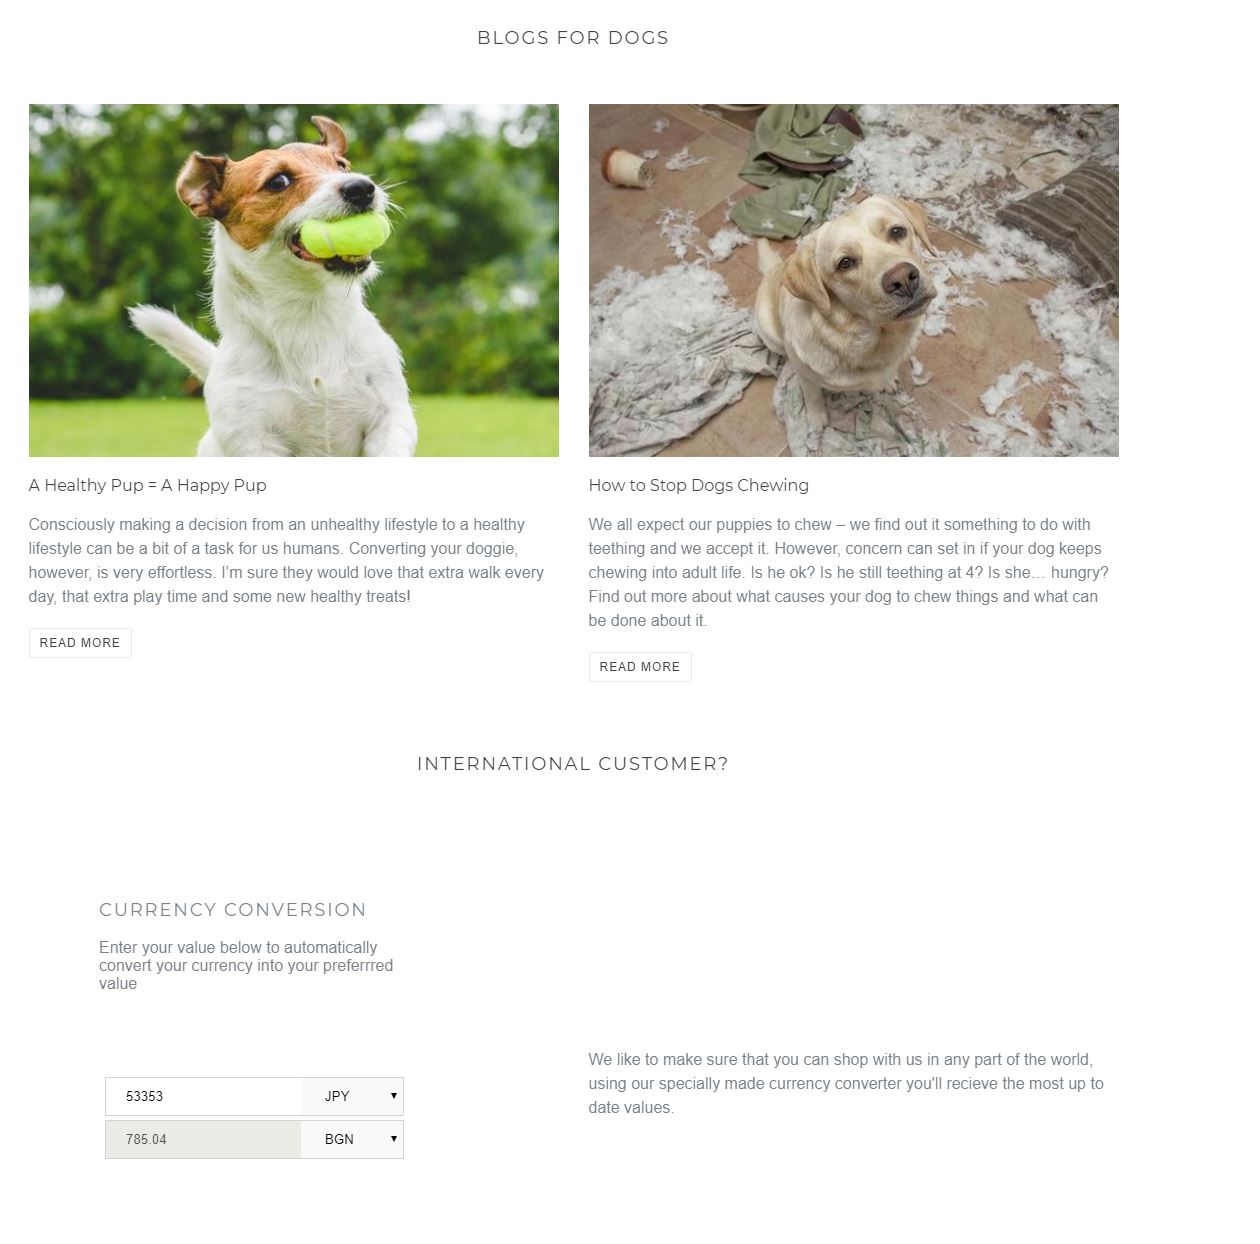 BLOGS FOR DOGS
A Healthy Pup = A Happy Pup
Consciously making a decision from an unhealthy lifestyle to a healthy
lifestyle can be a bit of a task for us humans. Converting your doggie,
however, is very effortless. I’m sure they would love that extra walk every
day, that extra play time and some new healthy treats!
READ MORE
How to Stop Dogs Chewing
We all expect our puppies to chew – we find out it something to do with
teething and we accept it. However, concern can set in if your dog keeps
chewing into adult life. Is he ok? Is he still teething at 4? Is she… hungry?
Find out more about what causes your dog to chew things and what can
be done about it.
READ MORE
INTERNATIONAL CUSTOMER?
CURRENCY CONVERSION
Enter your value below to automatically
convert your currency into your preferrred
value
53353 JPY
785.04 BGN
We like to make sure that you can shop with us in any part of the world,
using our specially made currency converter you'll recieve the most up to
date values.